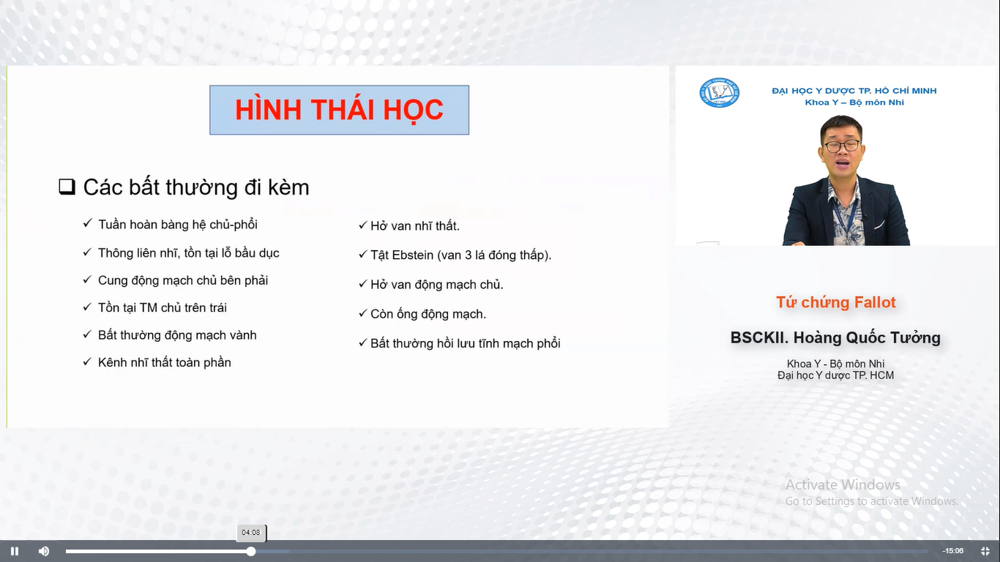 HÌNH THÁI HỌC
Các bất thường đi kèm
Tuần hoàn bàng hệ chủ-phổi
Thông liên nhĩ, tồn tại lỗ bầu dục
Cung động mạch chủ bên phải
Tồn tại TM chủ trên trái
Bất thường động mạch vành
Kênh nhĩ thất toàn phần
Hở van nhĩ thất.
Tật Ebstein (van 3 lá đóng thấp).
Hở van động mạch chủ.
Còn ống động mạch.
Bất thường hồi lưu tĩnh mạch phổi
ĐẠI HỌC Y DƯỢC TP. HỒ CHÍ MINH
Khoa Y – Bộ môn Nhi
Tứ chứng Fallot
BSCKII. Hoàng Quốc Tưởng
Khoa Y - Bộ môn Nhi
Đại học Y dược TP. HCM
Activate Windows
Go to Settings to activate Windows.
04:08
-15:06